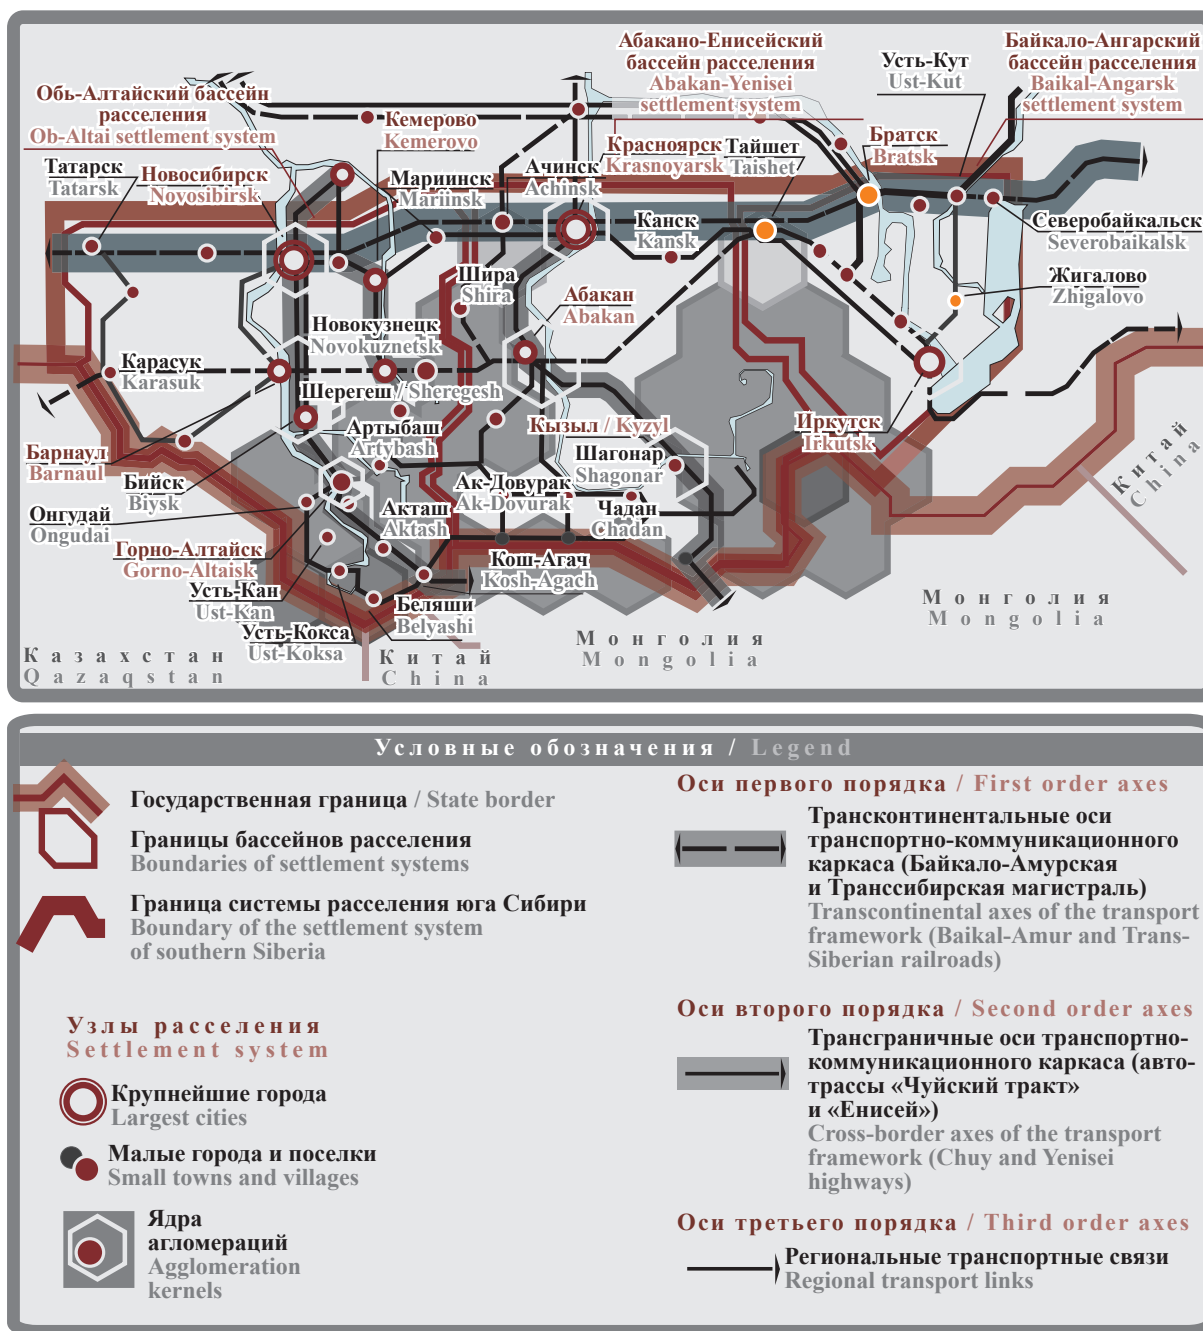 Обь-Алтайский бассейн
расселения
Ob-Altai settlement system
Абакано-Енисейский
бассейн расселения
Abakan-Yenisei
settlement system
Усть-Кут
Ust-Kut
Байкало-Ангарский
бассейн расселения
Baikal-Angarsk
settlement system
Кемерово
Kemerovo
Татарск
Tatarsk
Новосибирск
Novosibirsk
Мариинск
Mariinsk
Ачинск
Achinsk
Красноярск
Krasnoyarsk
Тайшет
Taishet
Братск
Bratsk
Канск
Kansk
Северобайкальск
Severobaikalsk
Шира
Shira
Абакан
Abakan
Жигалово
Zhigalovo
Новокузнецк
Novokuznetsk
Карасук
Karasuk
Шерегеш / Sheregesh
Артыбаш
Artybash
Кызыл / Kyzyl
Иркутск
Irkutsk
Барнаул
Barnaul
Шагонар
Shagonar
Бийск
Biysk
Ак-Довурак
Ak-Dovurak
Китай
China
Онгудай
Ongudai
Акташ
Aktash
Чадан
Chadan
Горно-Алтайск
Gorno-Altaisk
Кош-Агач
Kosh-Agach
Усть-Кан
Ust-Kan
Беляши
Belyashi
Усть-Кокса
Ust-Koksa
Монголия
Mongolia
Монголия
Mongolia
Казахстан
Qazaqstan
Китай
China
Условные обозначения / Legend
Государственная граница / State border
Границы бассейнов расселения
Boundaries of settlement systems
Граница системы расселения юга Сибири
Boundary of the settlement system
of southern Siberia
Узлы расселения
Settlement system
Крупнейшие города
Largest cities
Малые города и поселки
Small towns and villages
Ядра
агломераций
Agglomeration
kernels
Оси первого порядка / First order axes
Трансконтинентальные оси
транспортно-коммуникационного
каркаса (Байкало-Амурская
и Транссибирская магистраль)
Transcontinental axes of the transport
framework (Baikal-Amur and Trans-
Siberian railroads)
Оси второго порядка / Second order axes
Трансграничные оси транспортно-
коммуникационного каркаса (авто-
трассы «Чуйский тракт»
и «Енисей»)
Cross-border axes of the transport
framework (Chuy and Yenisei
highways)
Оси третьего порядка / Third order axes
Региональные транспортные связи
Regional transport links